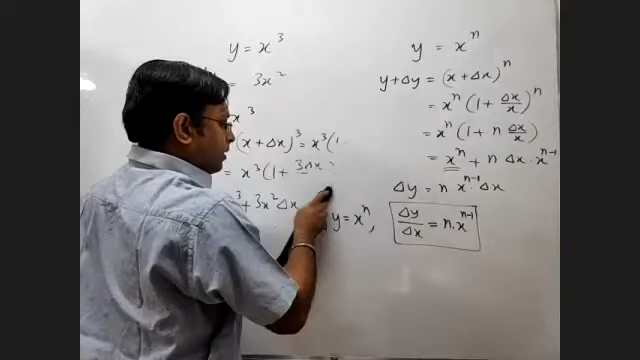 y = x³
= 3x²
x³
(x + Δx)³ = x³(1
= x³(1 + 3Δx
³ + 3x²Δx
y = xⁿ,
y = xⁿ
y + Δy = (x + Δx)ⁿ
= xⁿ(1 + Δx/x)ⁿ
= xⁿ(1 + n Δx/x)
= xⁿ + n Δx · xⁿ⁻¹
Δy = n xⁿ⁻¹ · Δx
Δy/Δx = n.xⁿ⁻¹